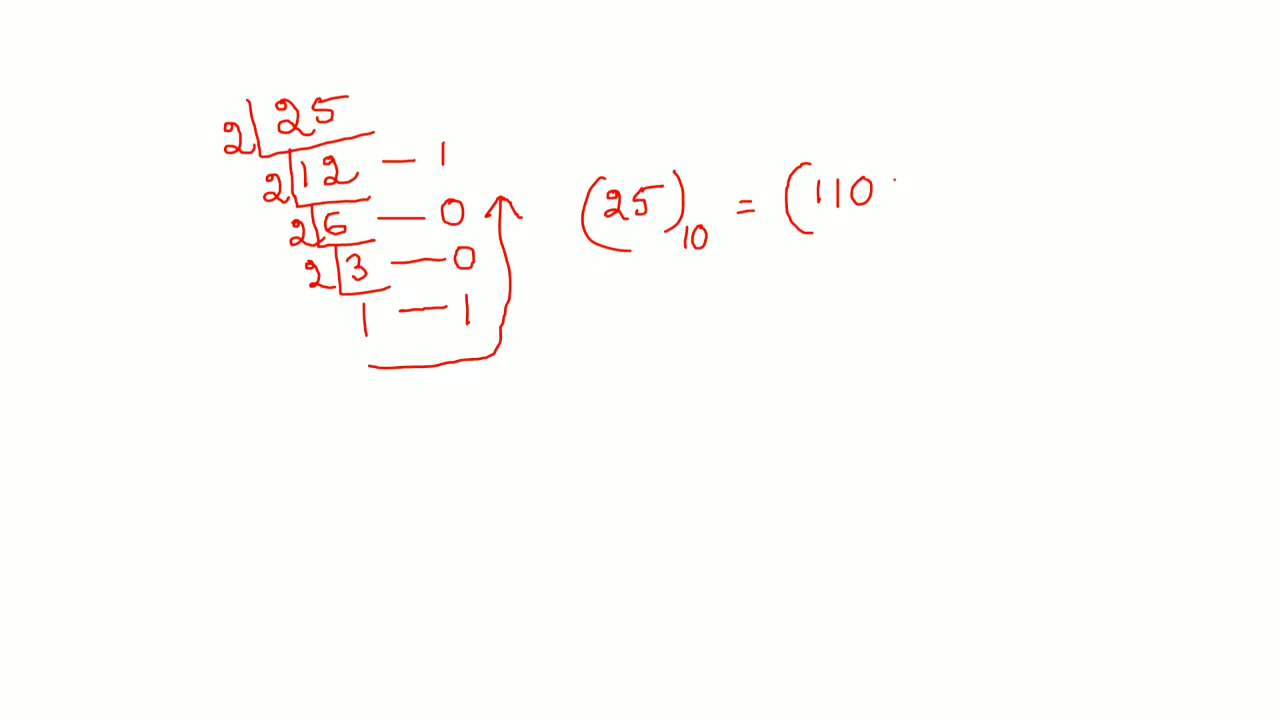 2 | 25
2 | 12 — 1
2 | 6 — 0
2 | 3 — 0
1 — 1
(25)₁₀ = (110